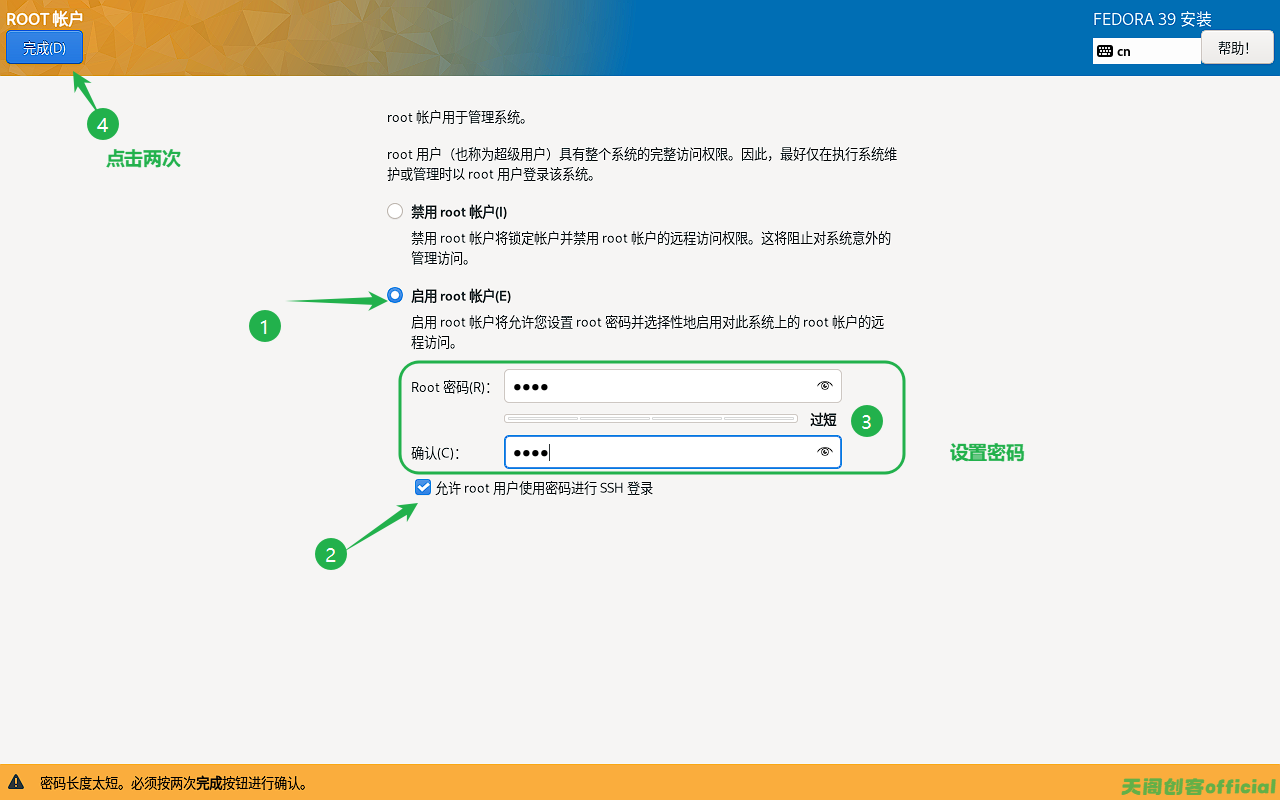 ROOT 帐户
完成(D)
FEDORA 39 安装
cn
帮助！
4
点击两次
root 帐户用于管理系统。
root 用户（也称为超级用户）具有整个系统的完整访问权限。因此，最好仅在执行系统维
护或管理时以 root 用户登录该系统。
禁用 root 帐户(I)
禁用 root 帐户将锁定帐户并禁用 root 帐户的远程访问权限。这将阻止对系统意外的
管理访问。
1
启用 root 帐户(E)
启用 root 帐户将允许您设置 root 密码并选择性地启用对此系统上的 root 帐户的远
程访问。
Root 密码(R)： ●●●●
过短
3
确认(C)： ●●●●
设置密码
允许 root 用户使用密码进行 SSH 登录
2
密码长度太短。必须按两次完成按钮进行确认。
天阁创客official